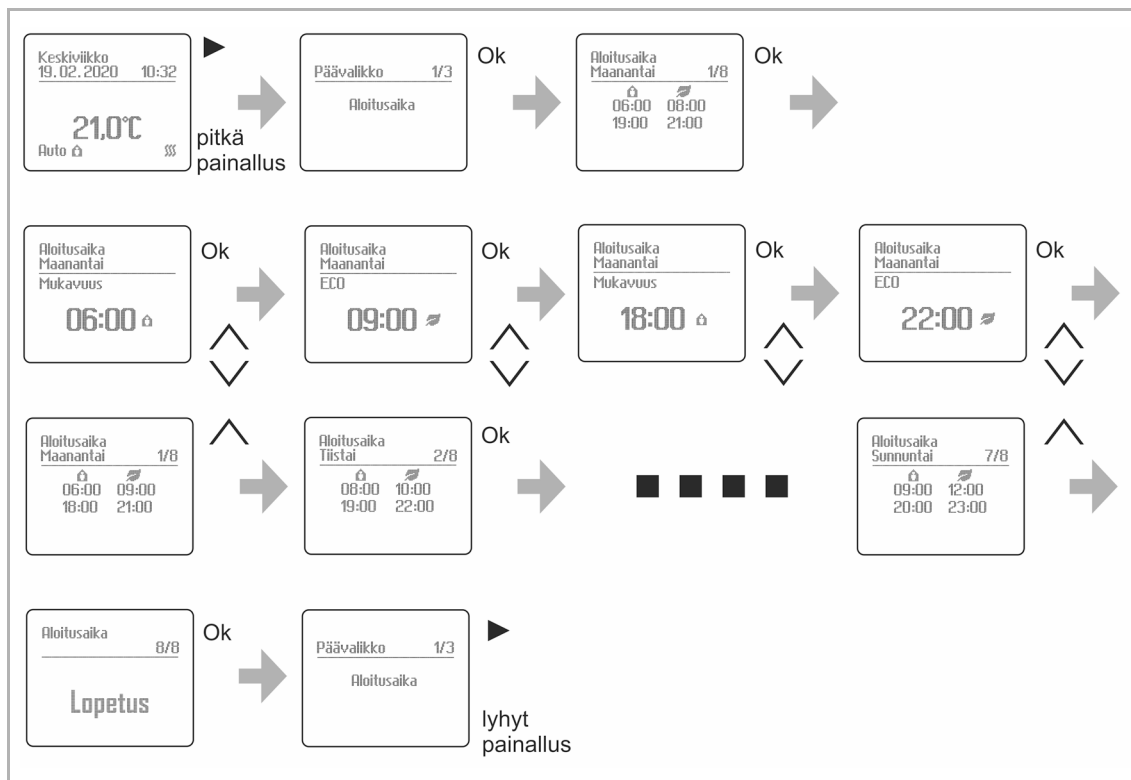 Keskiviikko
19.02.2020 10:32
21,0°C
Auto
pitkä
painallus
Päävalikko 1/3
Aloitusaika
Ok
Aloitusaika
Maanantai 1/8
06:00 08:00
19:00 21:00
Ok
Aloitusaika
Maanantai
Mukavuus
06:00
Ok
Aloitusaika
Maanantai
ECO
09:00
Ok
Aloitusaika
Maanantai
Mukavuus
18:00
Ok
Aloitusaika
Maanantai
ECO
22:00
Ok
Aloitusaika
Maanantai 1/8
06:00 09:00
18:00 21:00
Aloitusaika
Tiistai 2/8
08:00 10:00
19:00 22:00
Ok
Aloitusaika
Sunnuntai 7/8
09:00 12:00
20:00 23:00
Aloitusaika
8/8
Lopetus
Ok
Päävalikko 1/3
Aloitusaika
lyhyt
painallus